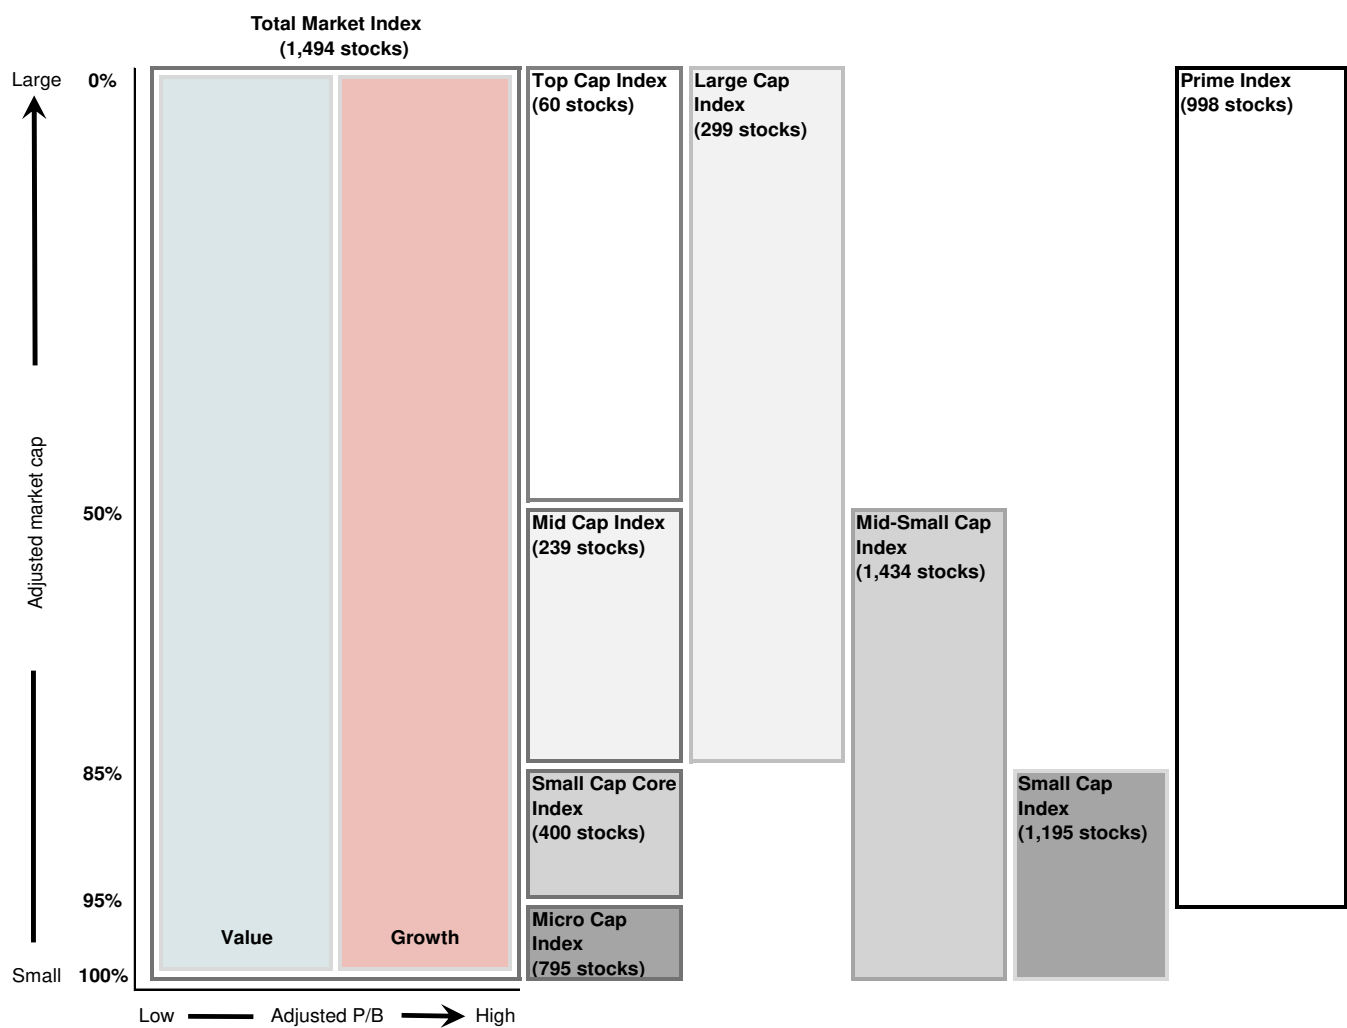 Total Market Index
(1,494 stocks)
Large
0%
Top Cap Index
(60 stocks)
Large Cap
Index
(299 stocks)
Prime Index
(998 stocks)
Adjusted market cap
50%
Mid Cap Index
(239 stocks)
Mid-Small Cap
Index
(1,434 stocks)
85%
Small Cap Core
Index
(400 stocks)
Small Cap
Index
(1,195 stocks)
95%
Micro Cap
Index
(795 stocks)
Value
Growth
Small
100%
Low
Adjusted P/B
High